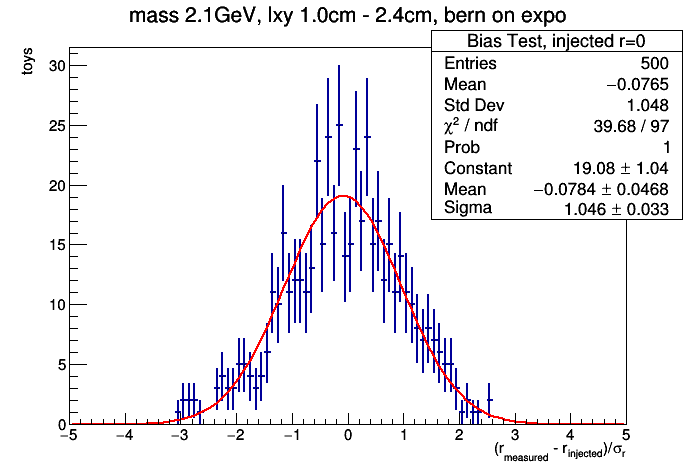 mass 2.1GeV, lxy 1.0cm - 2.4cm, bern on expo
toys
Bias Test, injected r=0
Entries 500
Mean −0.0765
Std Dev 1.048
χ² / ndf 39.68 / 97
Prob 1
Constant 19.08 ± 1.04
Mean −0.0784 ± 0.0468
Sigma 1.046 ± 0.033
30
25
20
15
10
5
0
−5 −4 −3 −2 −1 0 1 2 3 4 5
(r_measured - r_injected)/σ_r